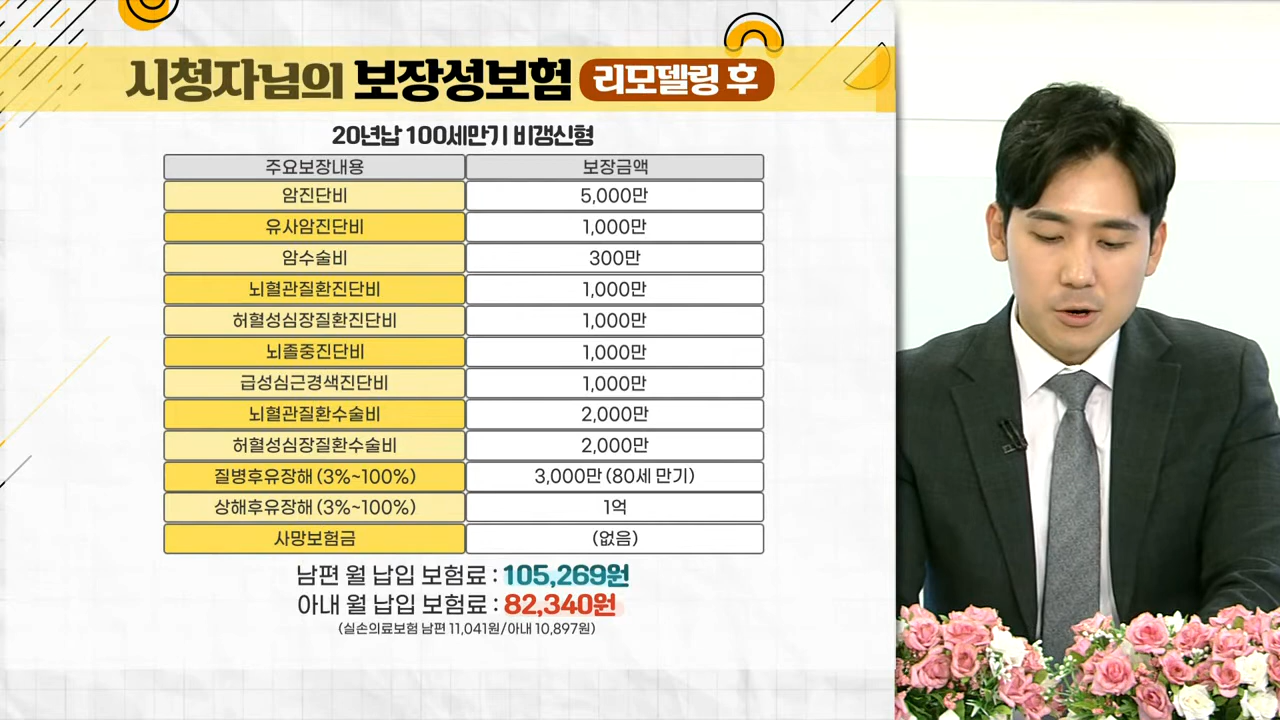 시청자님의 보장성보험 리모델링 후
20년납 100세만기 비갱신형
주요보장내용 보장금액
암진단비 5,000만
유사암진단비 1,000만
암수술비 300만
뇌혈관질환진단비 1,000만
허혈성심장질환진단비 1,000만
뇌졸중진단비 1,000만
급성심근경색진단비 1,000만
뇌혈관질환수술비 2,000만
허혈성심장질환수술비 2,000만
질병후유장해 (3%~100%) 3,000만 (80세 만기)
상해후유장해 (3%~100%) 1억
사망보험금 (없음)
남편 월 납입 보험료 : 105,269원
아내 월 납입 보험료 : 82,340원
(실손의료보험 남편 11,041원/아내 10,897원)